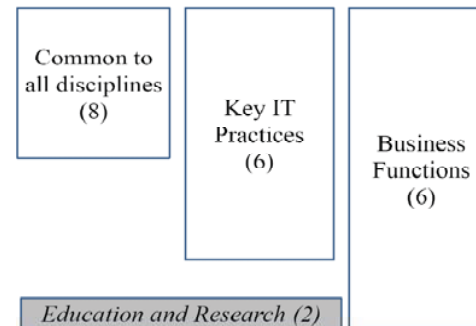 Common to
all disciplines
(8)
Key IT
Practices
(6)
Business
Functions
(6)
Education and Research (2)